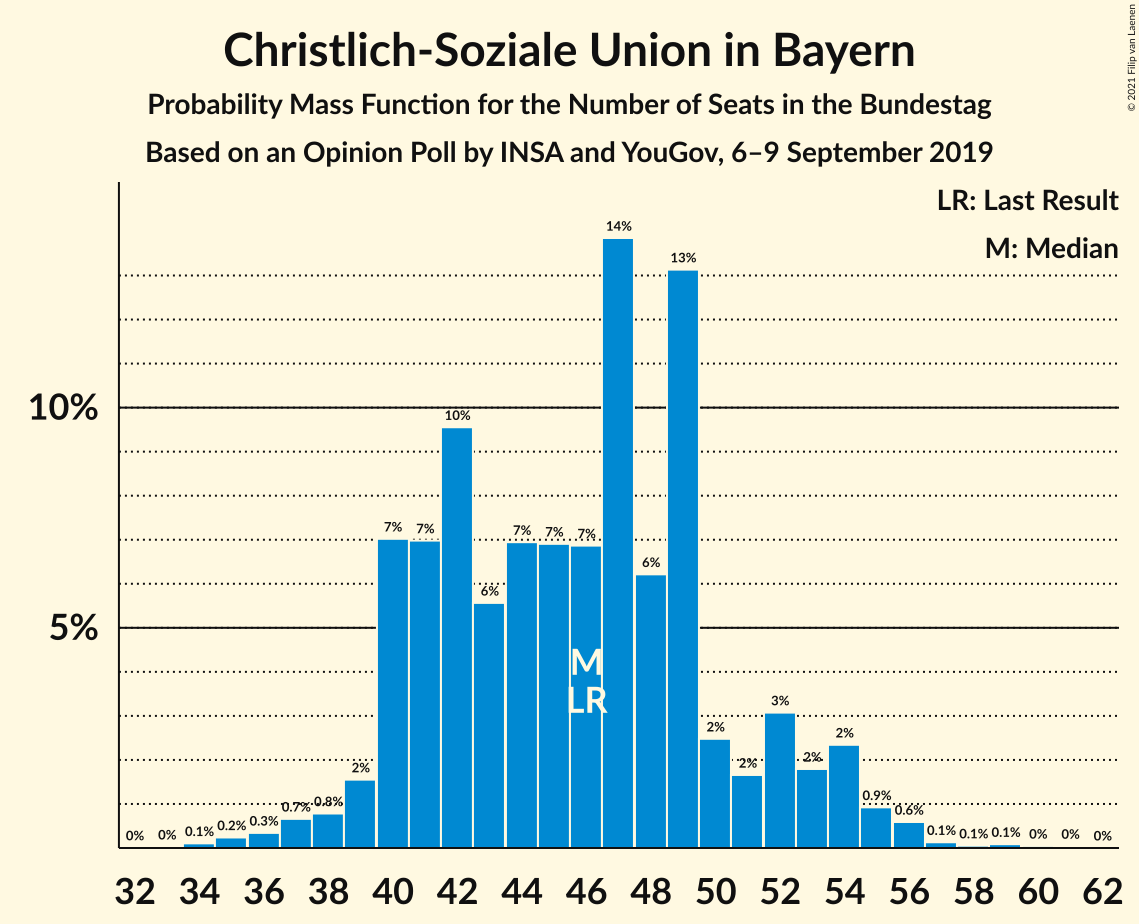 Christlich-Soziale Union in Bayern
Probability Mass Function for the Number of Seats in the Bundestag
Based on an Opinion Poll by INSA and YouGov, 6–9 September 2019
© 2021 Filip van Laenen
LR: Last Result
M: Median
10%
5%
0% 0% 0.1% 0.2% 0.3% 0.7% 0.8% 2% 7% 7% 10% 6% 7% 7% 7% 14% 6% 13% 2% 2% 3% 2% 2% 0.9% 0.6% 0.1% 0.1% 0.1% 0% 0% 0%
M
LR
32 34 36 38 40 42 44 46 48 50 52 54 56 58 60 62